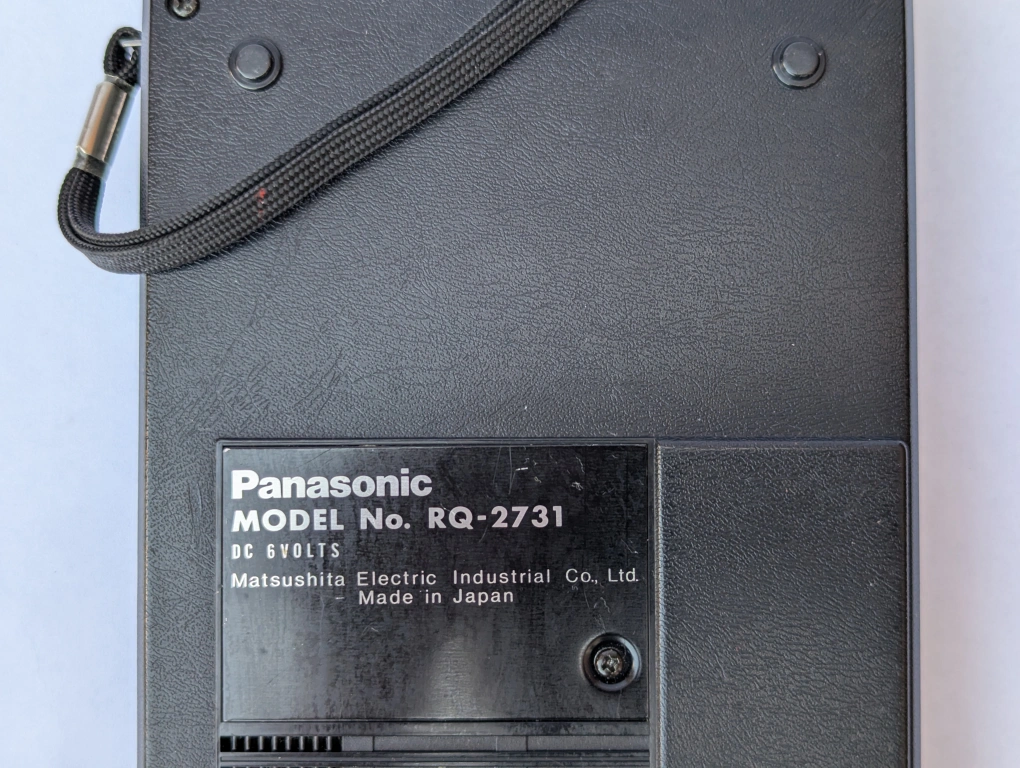 Panasonic
MODEL No. RQ-2731
DC 6VOLTS
Matsushita Electric Industrial Co., Ltd.
Made in Japan